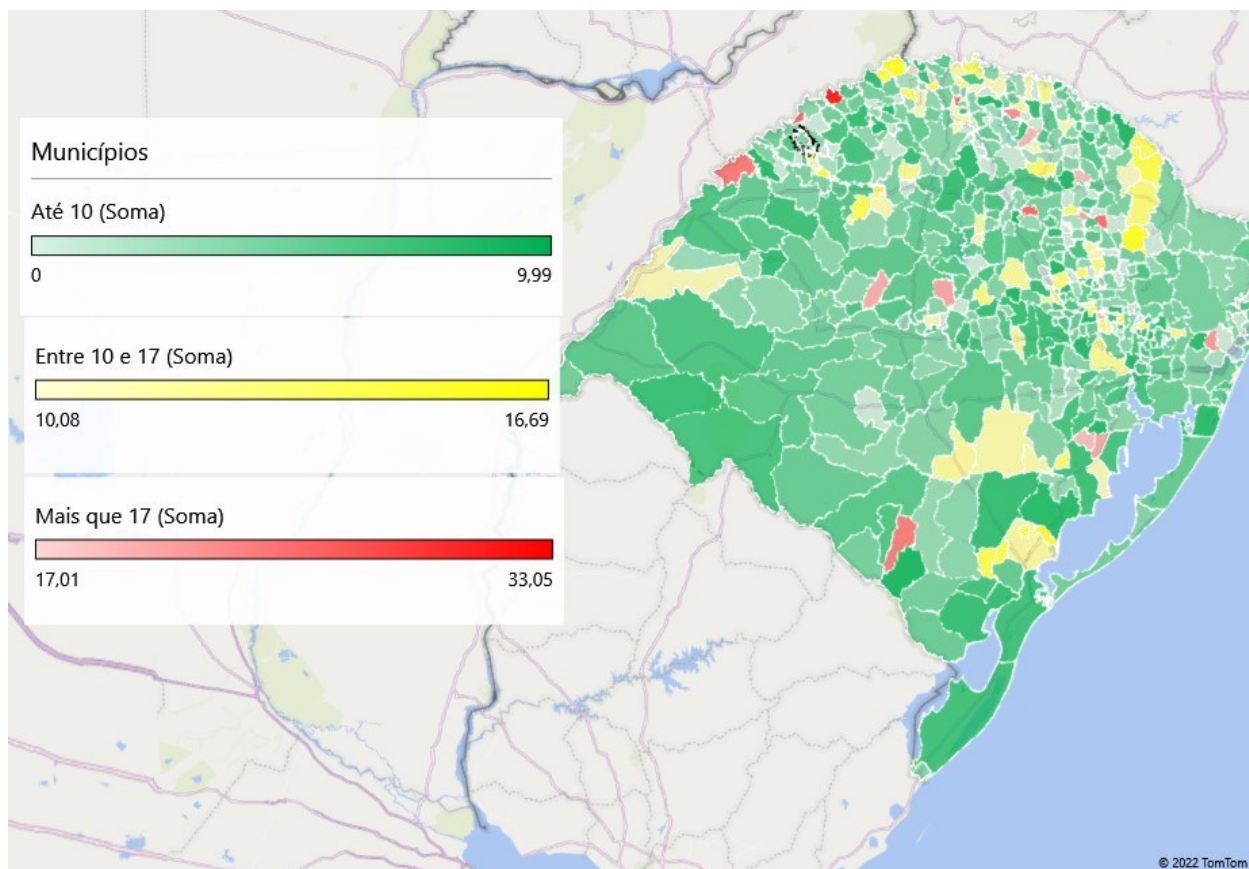 Municípios
Até 10 (Soma)
0 9,99
Entre 10 e 17 (Soma)
10,08 16,69
Mais que 17 (Soma)
17,01 33,05
© 2022 TomTom